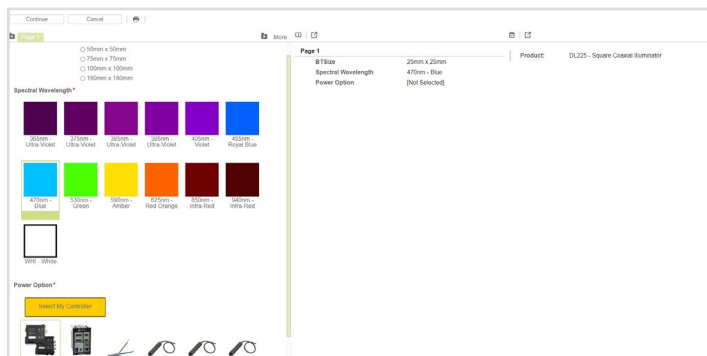 Continue
Cancel
Page 1
More
50mm x 50mm
75mm x 75mm
100mm x 100mm
150mm x 150mm
Spectral Wavelength*
365nm - Ultra-Violet
375nm - Ultra-Violet
385nm - Ultra-Violet
395nm - Ultra-Violet
405nm - Violet
455nm - Royal Blue
470nm - Blue
530nm - Green
590nm - Amber
625nm - Red Orange
850nm - Infra-Red
940nm - Infra-Red
WHI - White
Power Option*
Select My Controller
Page 1
BTSize 25mm x 25mm
Spectral Wavelength 470nm - Blue
Power Option [Not Selected]
Product: DL225 - Square Coaxial Illuminator